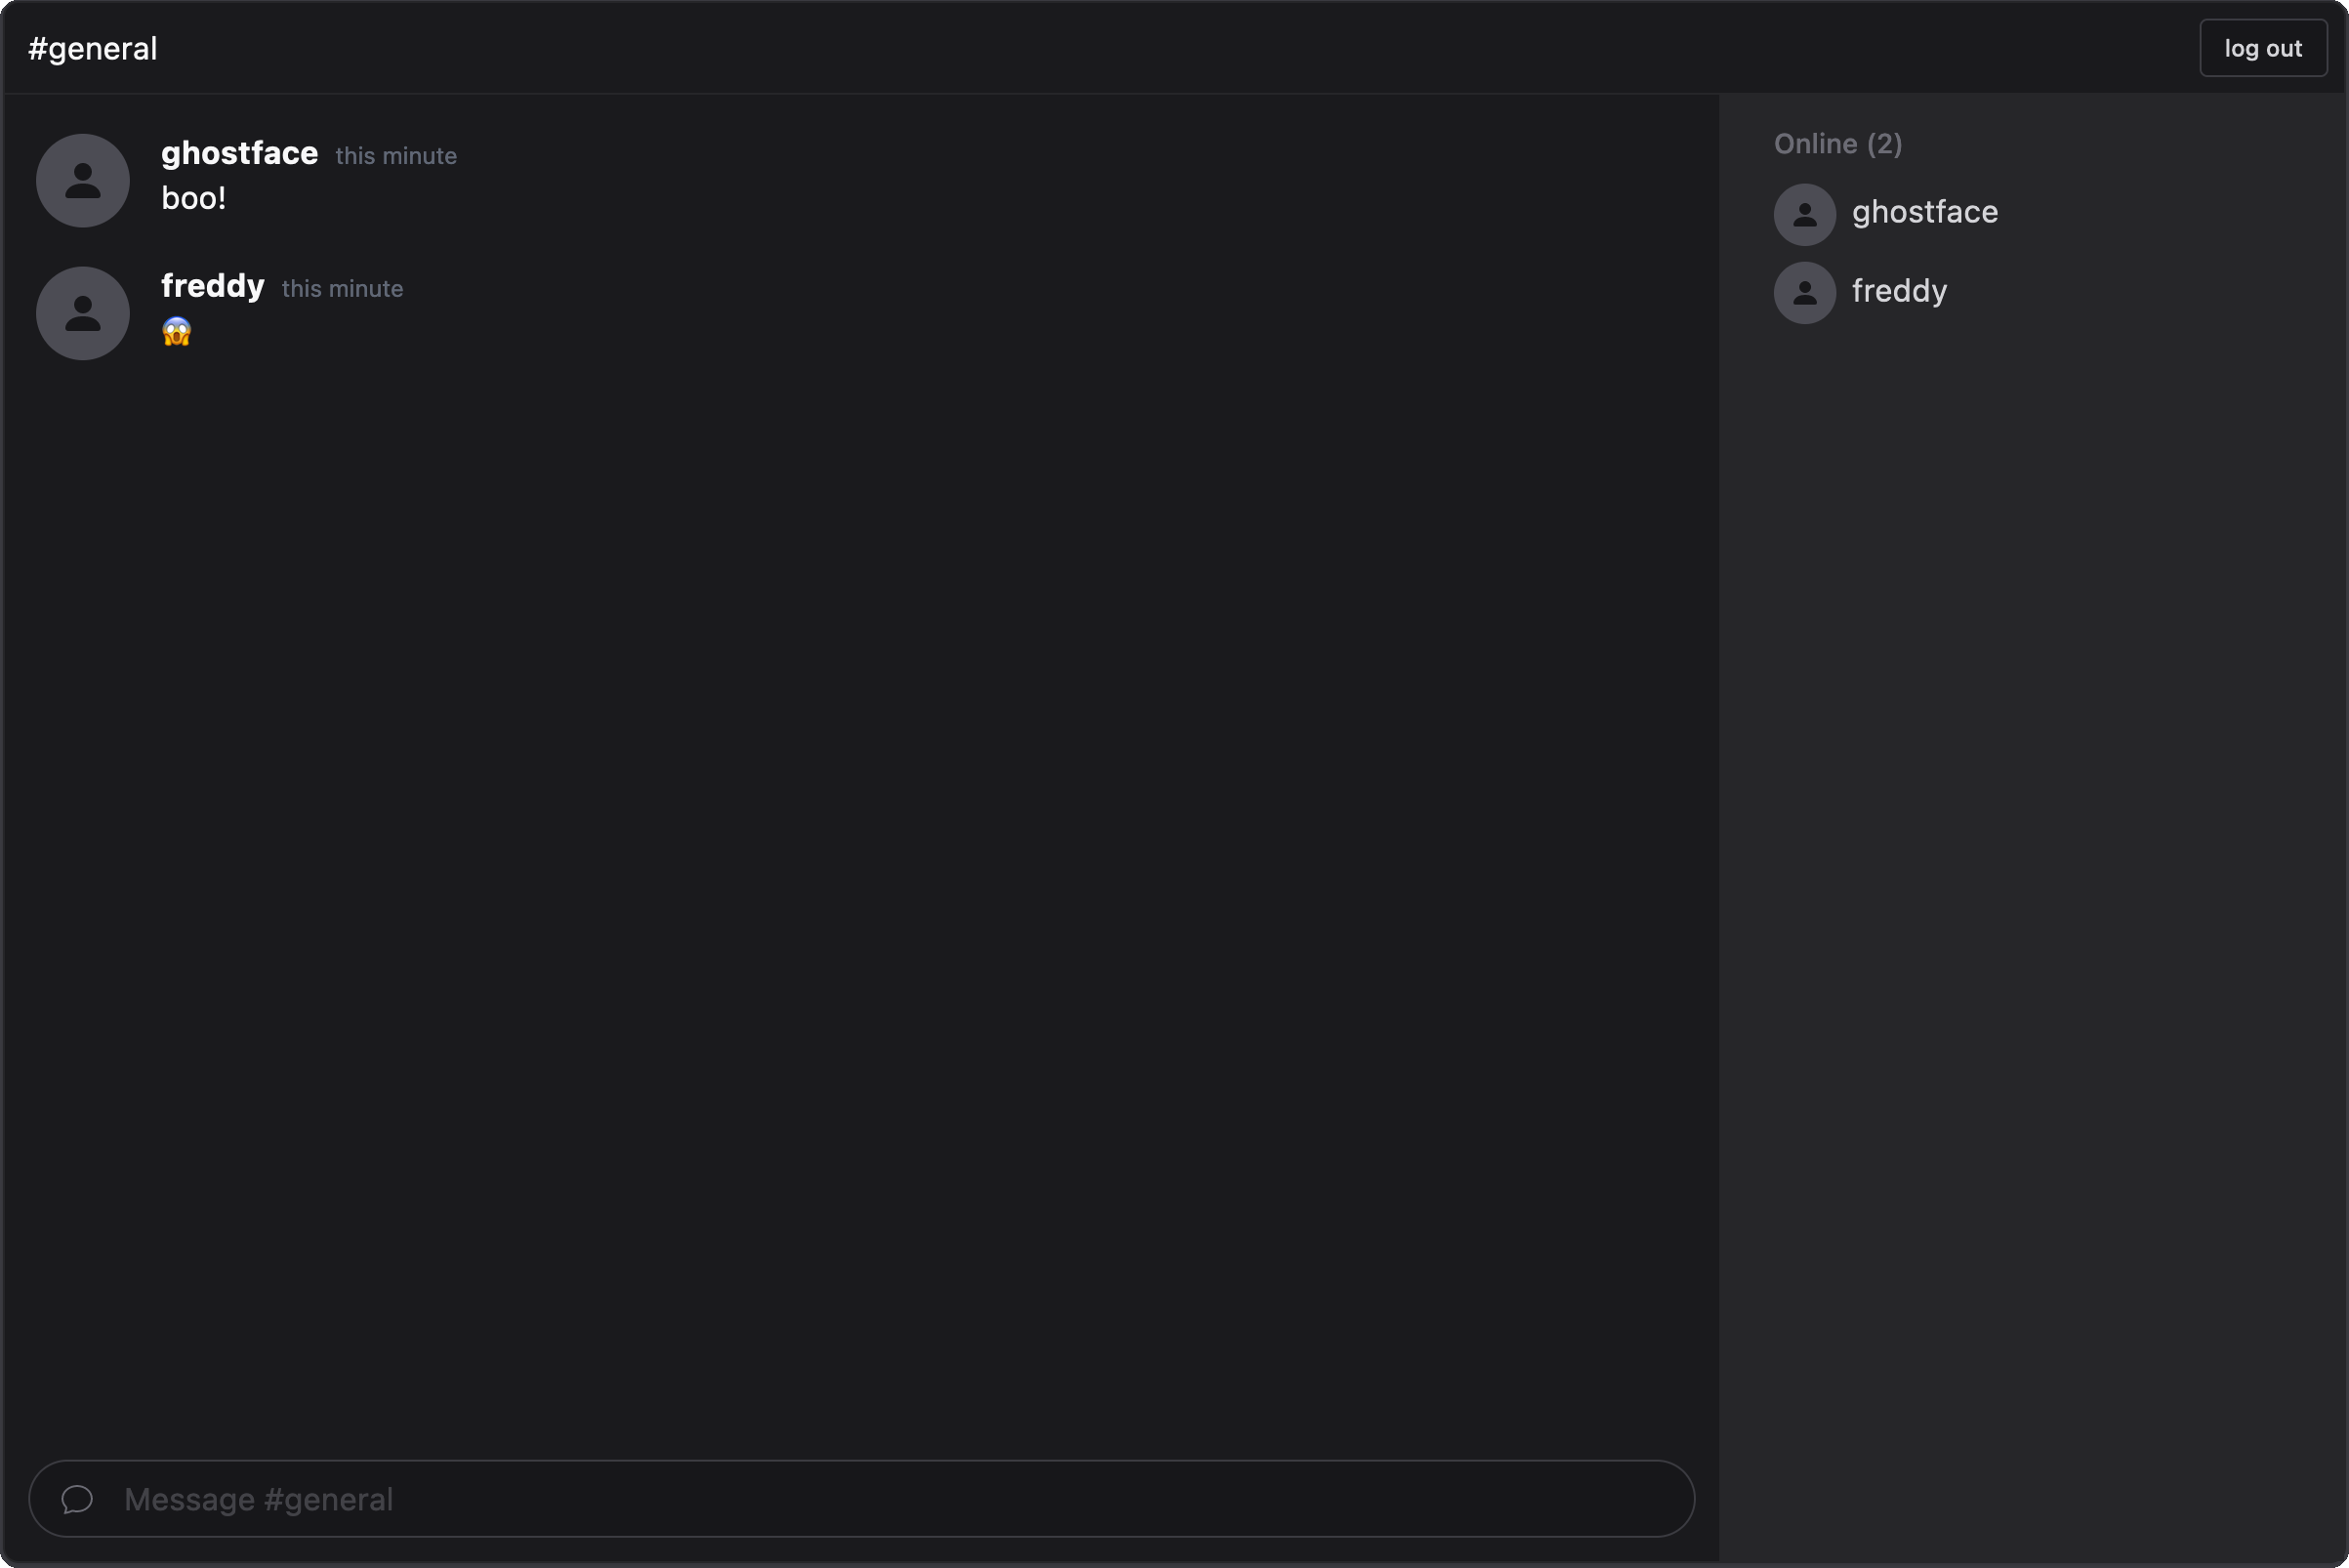 #general
log out
ghostface this minute
boo!
freddy this minute
😱
Online (2)
ghostface
freddy
Message #general